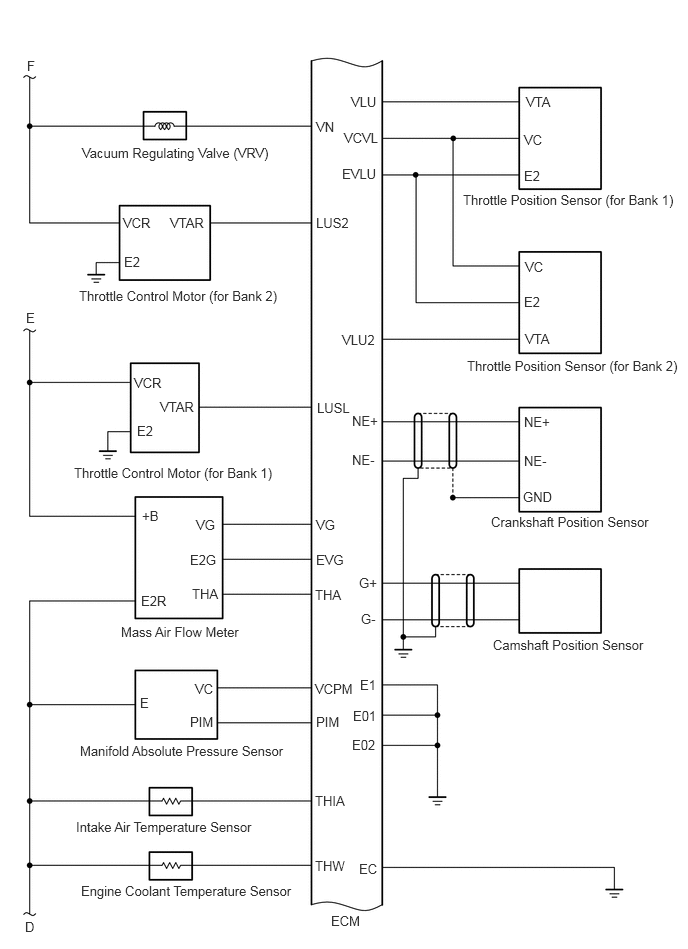 F
VN
Vacuum Regulating Valve (VRV)
VCR VTAR LUS2
E2
Throttle Control Motor (for Bank 2)
E
VCR
VTAR LUSL
E2
Throttle Control Motor (for Bank 1)
+B
VG VG
E2G EVG
THA THA
E2R
Mass Air Flow Meter
VC VCPM
E
PIM PIM
Manifold Absolute Pressure Sensor
THIA
Intake Air Temperature Sensor
THW
Engine Coolant Temperature Sensor
D
VLU VTA
VCVL VC
EVLU E2
Throttle Position Sensor (for Bank 1)
VC
E2
VLU2 VTA
Throttle Position Sensor (for Bank 2)
NE+ NE+
NE- NE-
GND
Crankshaft Position Sensor
G+
G-
Camshaft Position Sensor
E1
E01
E02
EC
ECM